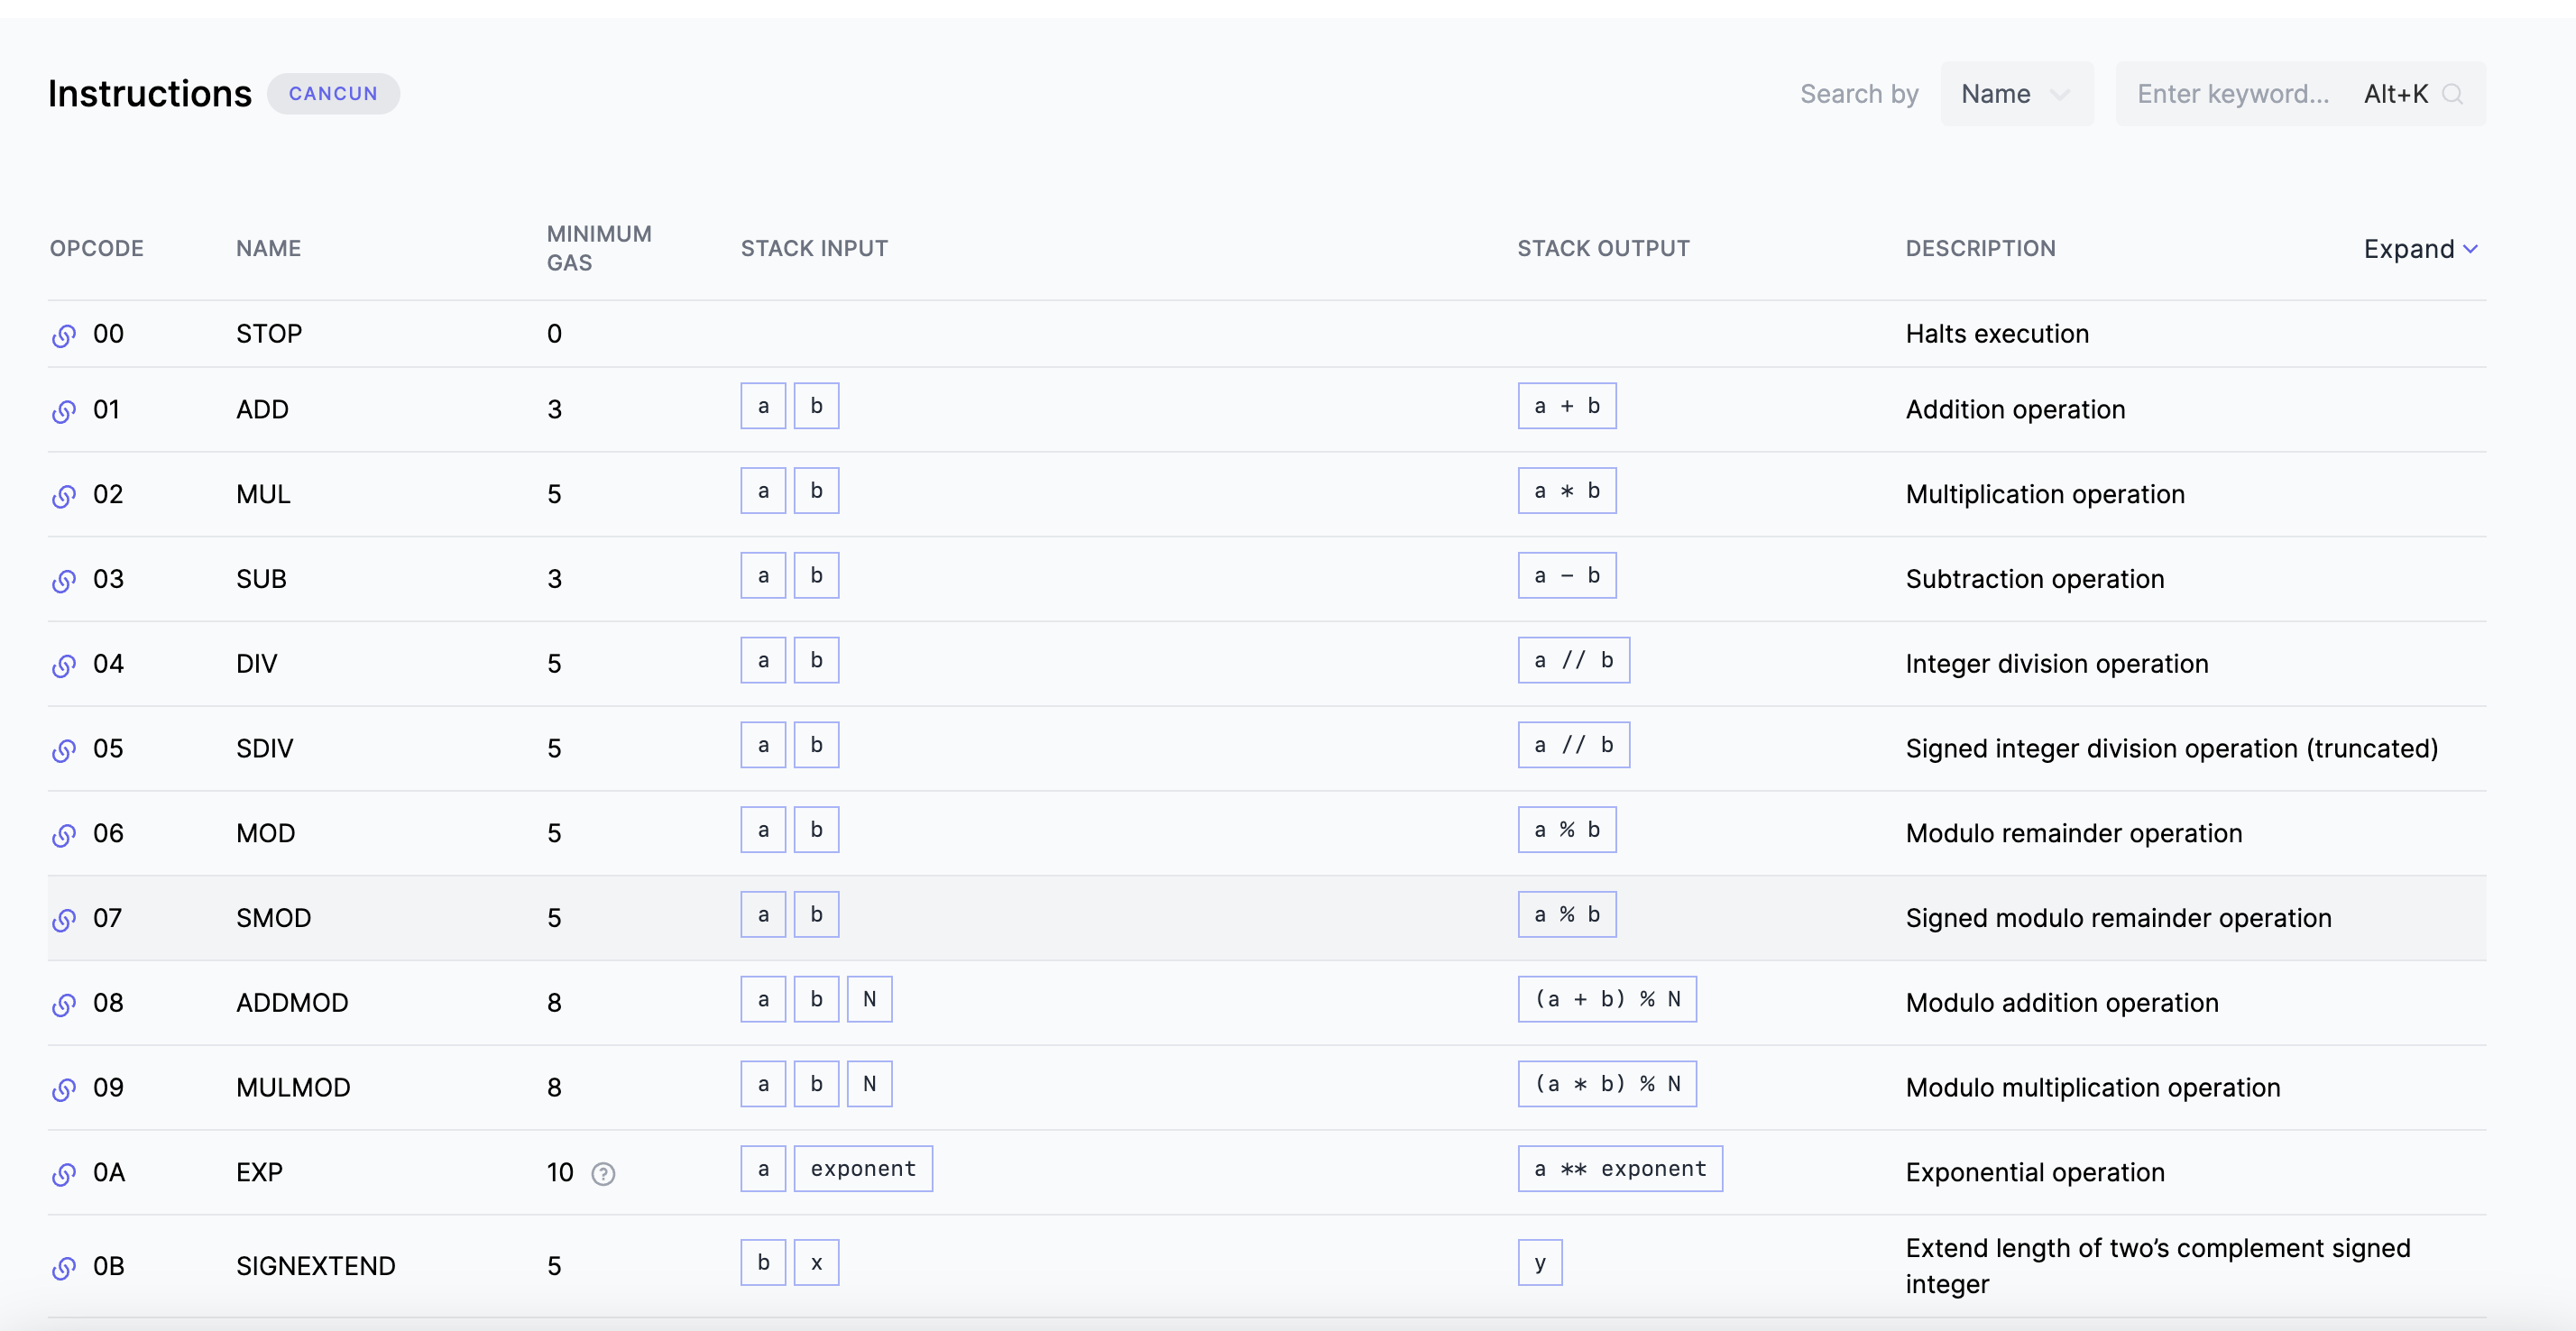 Instructions CANCUN Search by Name Enter keyword... Alt+K
OPCODE NAME MINIMUM GAS STACK INPUT STACK OUTPUT DESCRIPTION Expand
00 STOP 0 Halts execution
01 ADD 3 a b a + b Addition operation
02 MUL 5 a b a * b Multiplication operation
03 SUB 3 a b a - b Subtraction operation
04 DIV 5 a b a // b Integer division operation
05 SDIV 5 a b a // b Signed integer division operation (truncated)
06 MOD 5 a b a % b Modulo remainder operation
07 SMOD 5 a b a % b Signed modulo remainder operation
08 ADDMOD 8 a b N (a + b) % N Modulo addition operation
09 MULMOD 8 a b N (a * b) % N Modulo multiplication operation
0A EXP 10 ? a exponent a ** exponent Exponential operation
0B SIGNEXTEND 5 b x y Extend length of two’s complement signed
integer